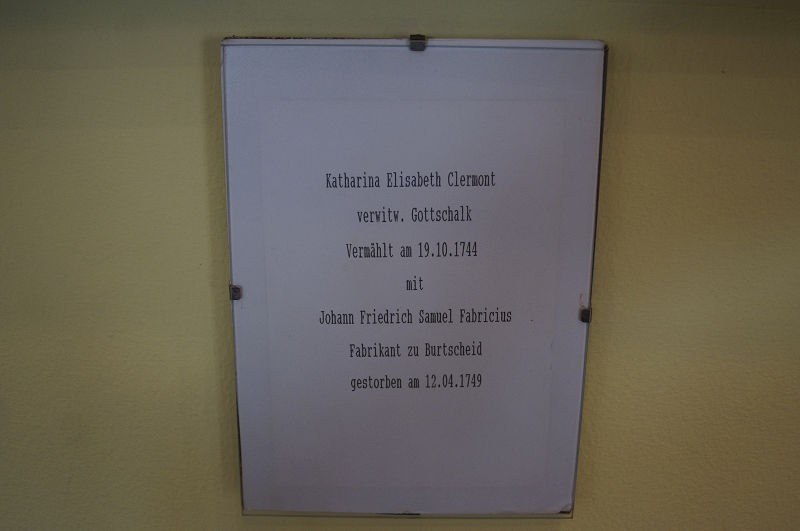 Katharina Elisabeth Clermont
verwitw. Gottschalk
Vermählt am 19.10.1744
mit
Johann Friedrich Samuel Fabricius
Fabrikant zu Burtscheid
gestorben am 12.04.1749